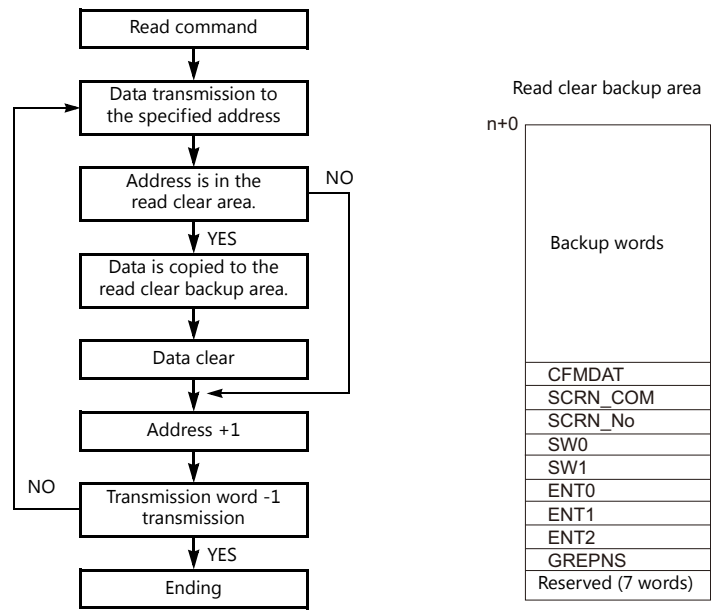 Read command
Data transmission to
the specified address
Address is in the
read clear area.
NO
YES
Data is copied to the
read clear backup area.
Data clear
Address +1
NO
Transmission word -1
transmission
YES
Ending
Read clear backup area
n+0
Backup words
CFMDAT
SCRN_COM
SCRN_No
SW0
SW1
ENT0
ENT1
ENT2
GREPNS
Reserved (7 words)